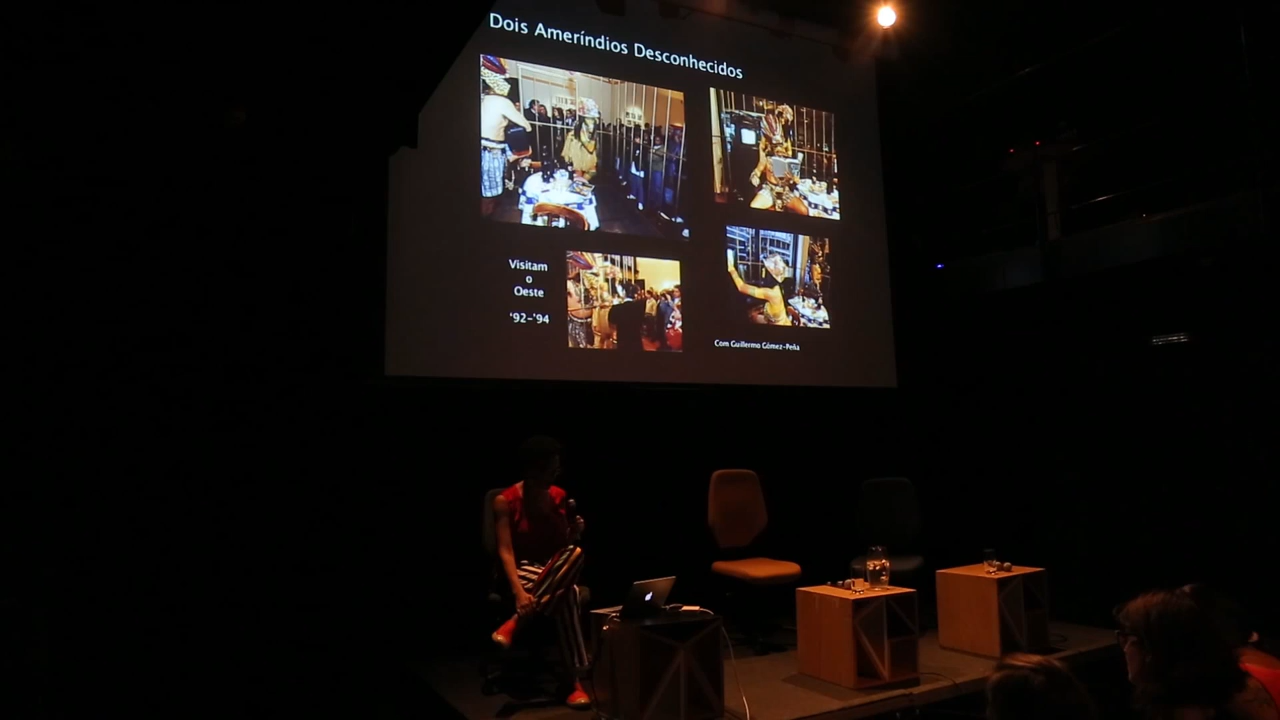 Dois Ameríndios Desconhecidos
Visitam
o
Oeste
'92-'94
Com Guillermo Gómez-Peña